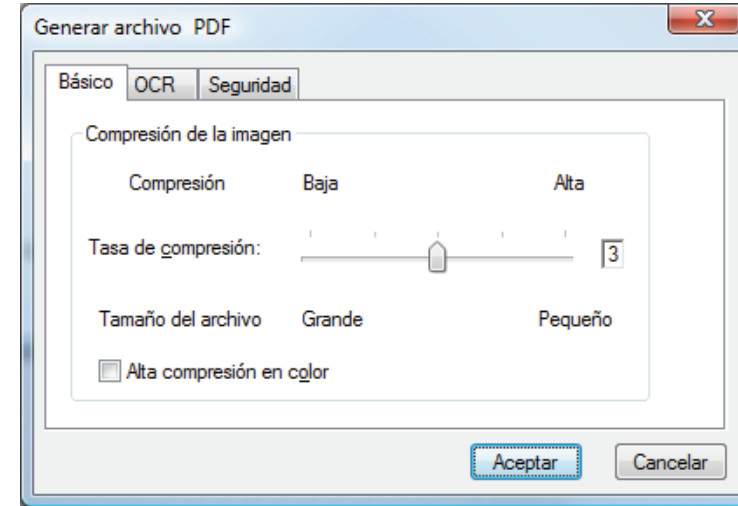 Generar archivo PDF
Básico OCR Seguridad
Compresión de la imagen
Compresión Baja Alta
Tasa de compresión: 3
Tamaño del archivo Grande Pequeño
Alta compresión en color
Aceptar Cancelar